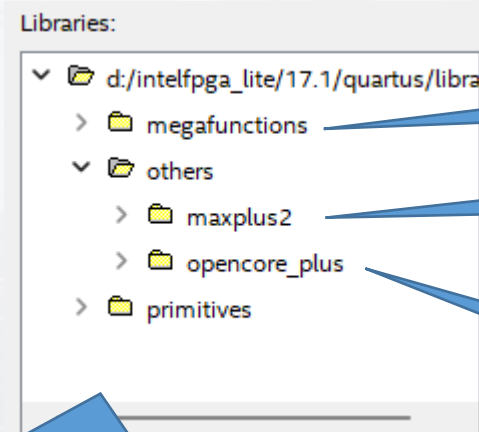 Libraries:
d:/intelfpga_lite/17.1/quartus/libra
megafunctions
others
maxplus2
opencore_plus
primitives